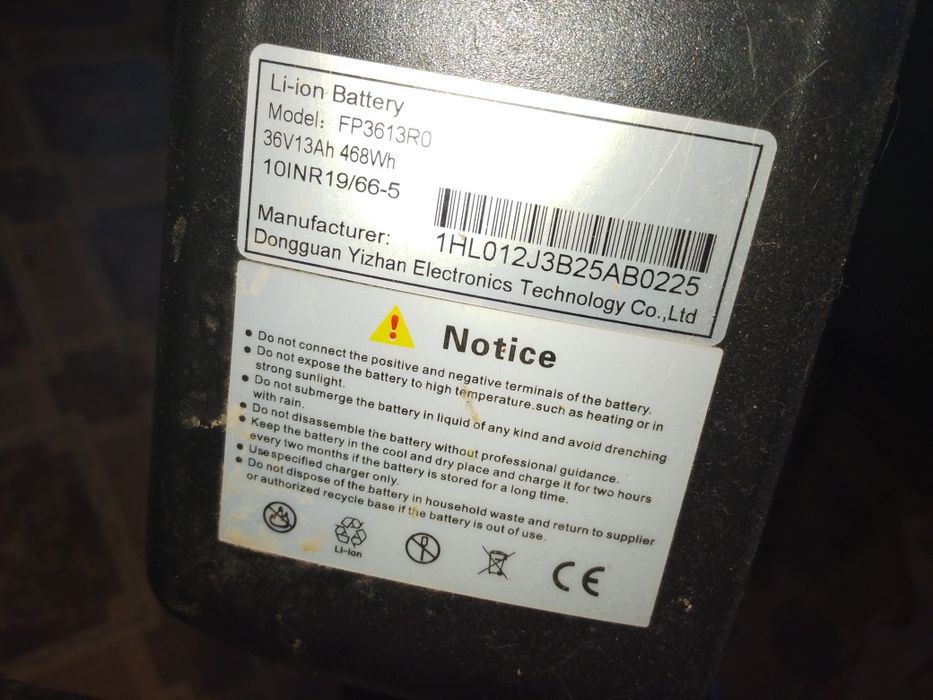 Li-ion Battery
Model: FP3613R0
36V13Ah 468Wh
10INR19/66-5
Manufacturer:
1HL012J3B25AB0225
Dongguan Yizhan Electronics Technology Co.,Ltd
Notice
• Do not connect the positive and negative terminals of the battery.
• Do not expose the battery to high temperature.such as heating or in
strong sunlight.
• Do not submerge the battery in liquid of any kind and avoid drenching
with rain.
• Do not disassemble the battery without professional guidance.
• Keep the battery in the cool and dry place and charge it for two hours
every two months if the battery is stored for a long time.
• Use specified charger only.
• Do not dispose of the battery in household waste and return to supplier
or authorized recycle base if the battery is out of use.
Li-Ion
CE